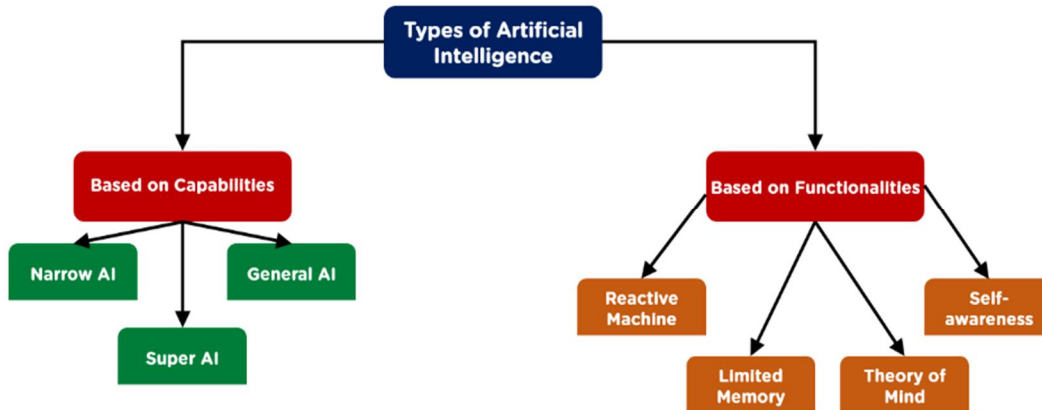 Types of Artificial
Intelligence
Based on Capabilities
Based on Functionalities
Narrow AI
General AI
Super AI
Reactive
Machine
Self-
awareness
Limited
Memory
Theory of
Mind